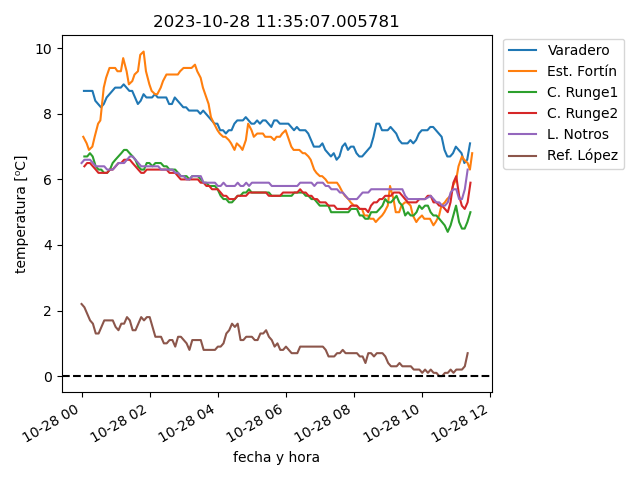 2023-10-28 11:35:07.005781
temperatura [ºC]
10
8
6
4
2
0
10-28 00
10-28 02
10-28 04
10-28 06
10-28 08
10-28 10
10-28 12
fecha y hora
Varadero
Est. Fortín
C. Runge1
C. Runge2
L. Notros
Ref. López